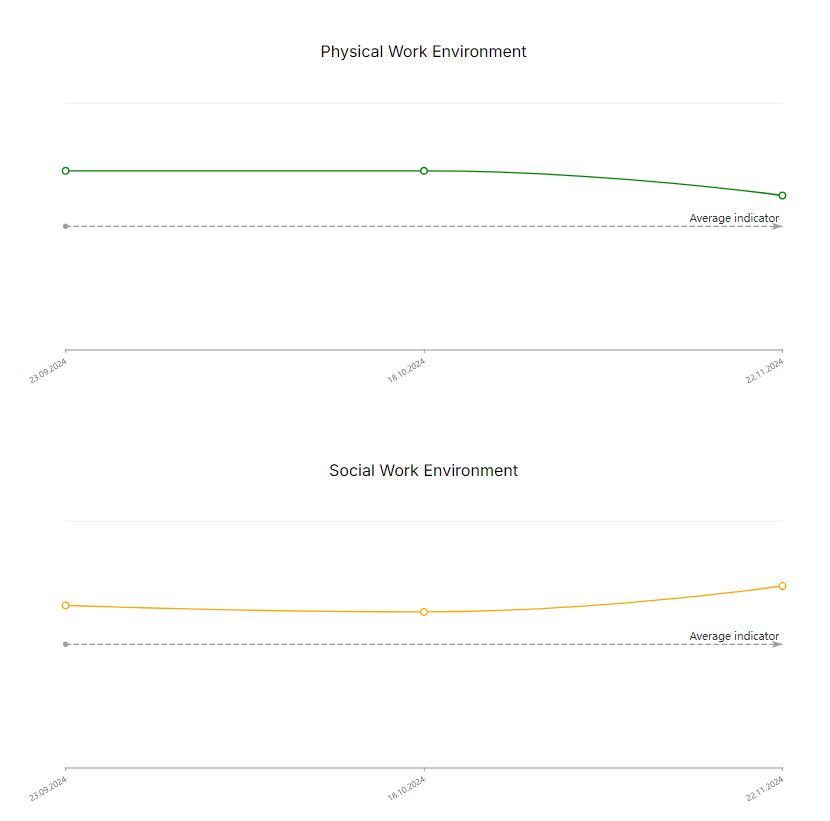 Physical Work Environment
Average indicator
23.09.2024
18.10.2024
22.11.2024
Social Work Environment
Average indicator
23.09.2024
18.10.2024
22.11.2024